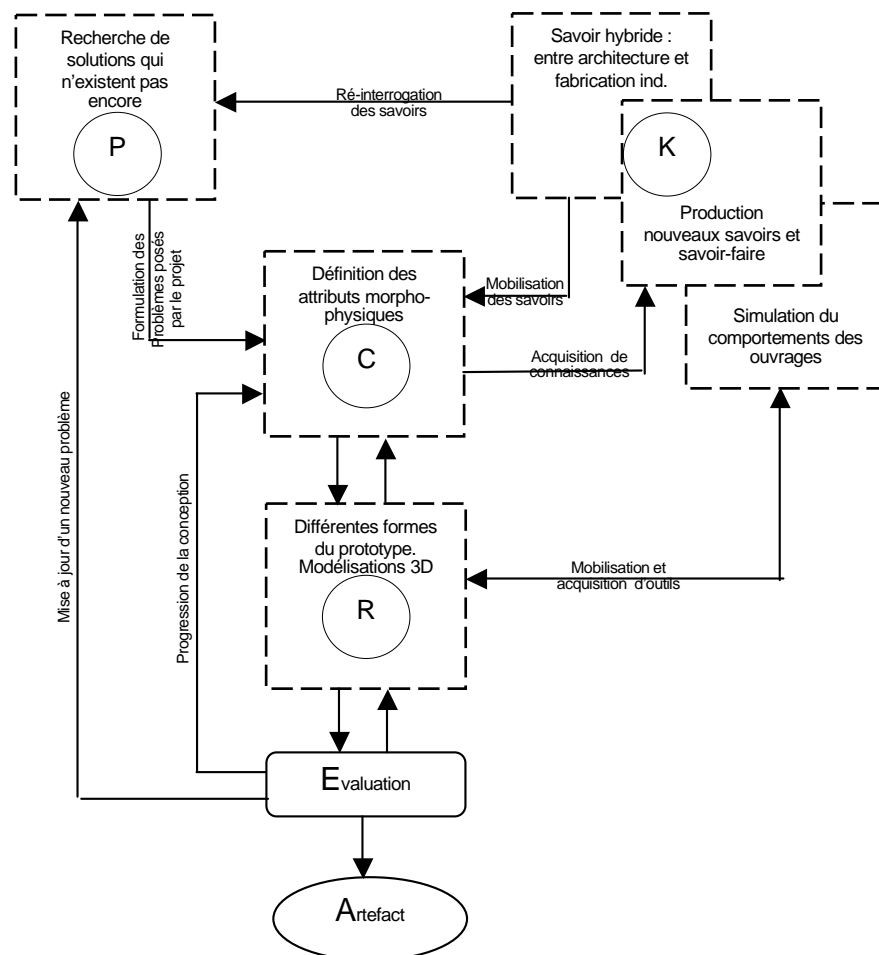 Recherche de
solutions qui
n'existent pas
encore
P
Savoir hybride :
entre architecture et
fabrication ind.
Ré-interrogation
des savoirs
K
Production
nouveaux savoirs et
savoir-faire
Formulation des
Problèmes posés
par le projet
Définition des
attributs morpho-
physiques
C
Mobilisation
des savoirs
Simulation du
comportements des
ouvrages
Acquisition de
connaissances
Mise à jour d'un nouveau problème
Progression de la conception
Différentes formes
du prototype.
Modélisations 3D
R
Mobilisation et
acquisition d'outils
Evaluation
Artefact